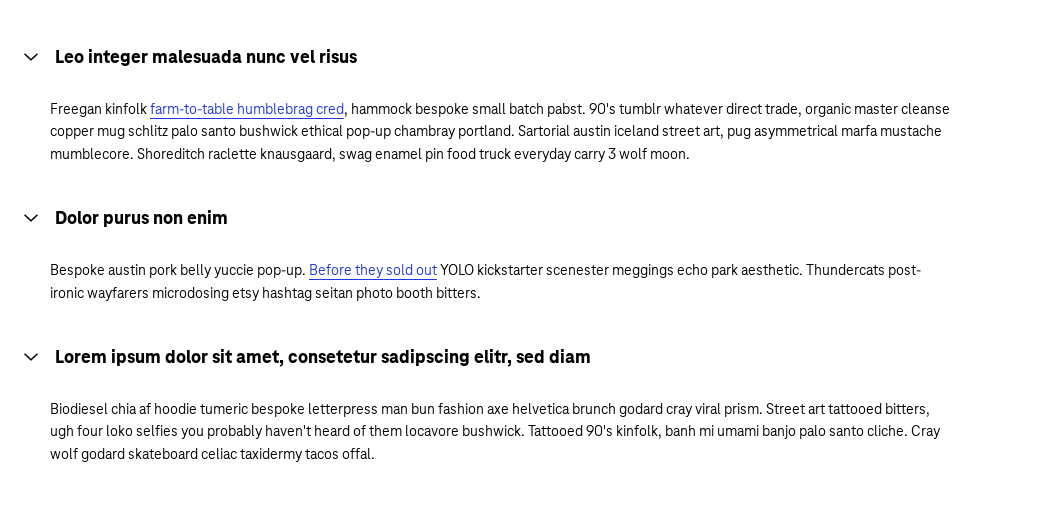 Leo integer malesuada nunc vel risus
Freegan kinfolk farm-to-table humblebrag cred, hammock bespoke small batch pabst. 90's tumblr whatever direct trade, organic master cleanse
copper mug schlitz palo santo bushwick ethical pop-up chambray portland. Sartorial austin iceland street art, pug asymmetrical marfa mustache
mumblecore. Shoreditch raclette knausgaard, swag enamel pin food truck everyday carry 3 wolf moon.
Dolor purus non enim
Bespoke austin pork belly yuccie pop-up. Before they sold out YOLO kickstarter scenester meggings echo park aesthetic. Thundercats post-
ironic wayfarers microdosing etsy hashtag seitan photo booth bitters.
Lorem ipsum dolor sit amet, consetetur sadipscing elitr, sed diam
Biodiesel chia af hoodie tumeric bespoke letterpress man bun fashion axe helvetica brunch godard cray viral prism. Street art tattooed bitters,
ugh four loko selfies you probably haven't heard of them locavore bushwick. Tattooed 90's kinfolk, banh mi umami banjo palo santo cliche. Cray
wolf godard skateboard celiac taxidermy tacos offal.